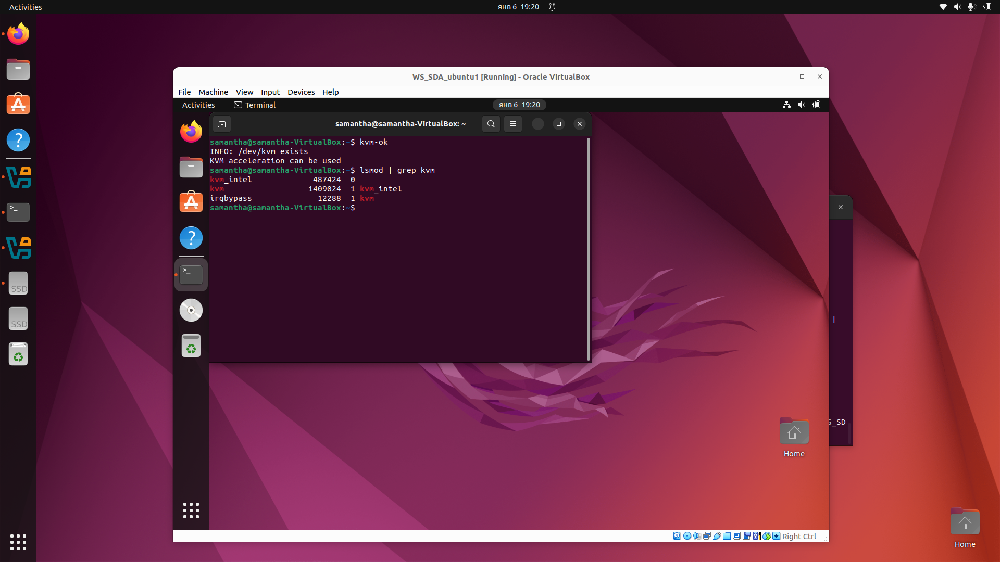 Activities
янв 6 19:20
WS_SDA_ubuntu1 [Running] - Oracle VirtualBox
File Machine View Input Devices Help
Activities Terminal
янв 6 19:20
samantha@samantha-VirtualBox: ~
samantha@samantha-VirtualBox:~$ kvm-ok
INFO: /dev/kvm exists
KVM acceleration can be used
samantha@samantha-VirtualBox:~$ lsmod | grep kvm
kvm_intel 487424 0
kvm 1409024 1 kvm_intel
irqbypass 12288 1 kvm
samantha@samantha-VirtualBox:~$
|
S_SD
SSD
SSD
Home
Right Ctrl
Home